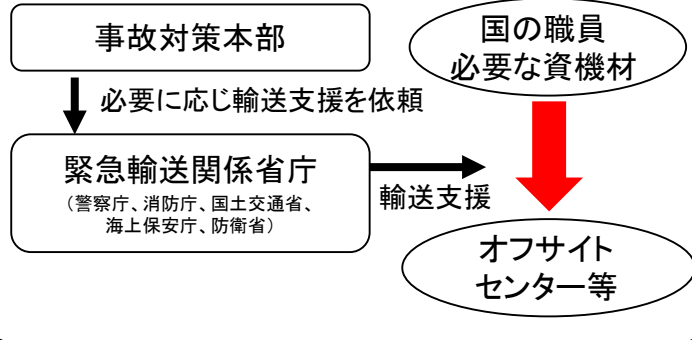 事故対策本部
必要に応じ輸送支援を依頼
緊急輸送関係省庁
（警察庁、消防庁、国土交通省、
海上保安庁、防衛省）
輸送支援
国の職員
必要な資機材
オフサイト
センター等